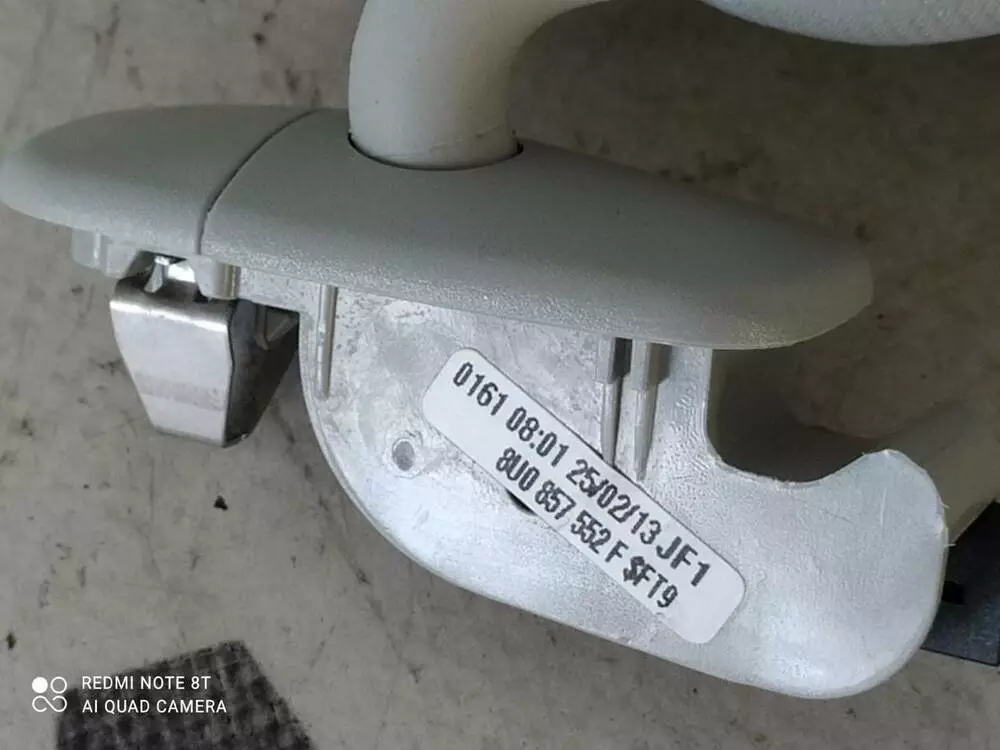 0161 08:01 25/02/13 JF1
8U0 857 552 F $FT9
REDMI NOTE 8T
AI QUAD CAMERA